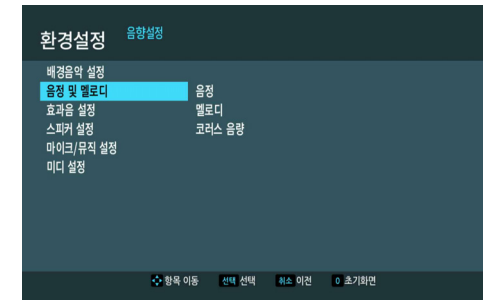 환경설정 음향설정
배경음악 설정
음정 및 멜로디 음정
효과음 설정 멜로디
스피커 설정 코러스 음량
마이크/뮤직 설정
미디 설정
항목 이동 선택 선택 취소 이전 0 초기화면